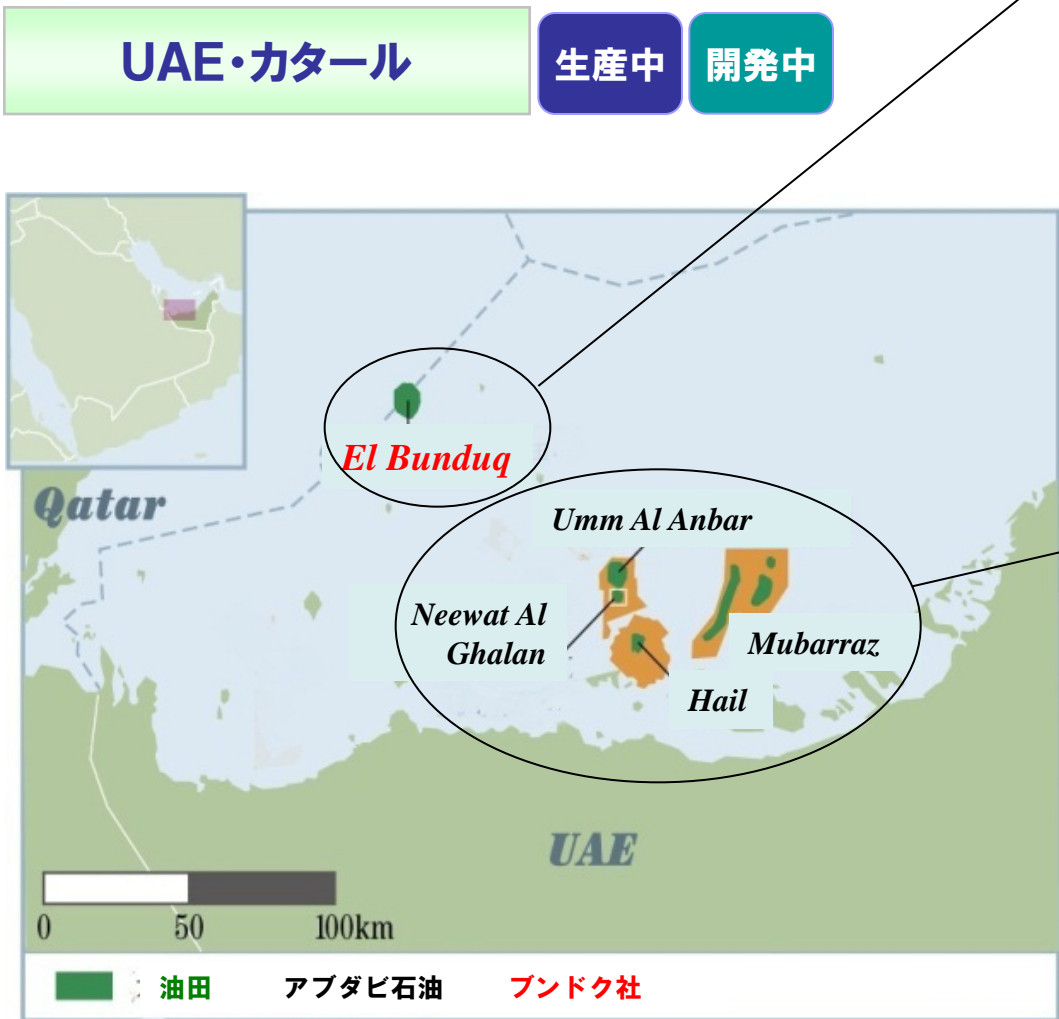 UAE・カタール
生産中
開発中
El Bunduq
Qatar
Umm Al Anbar
Neewat Al
Ghalan
Mubarraz
Hail
UAE
0 50 100km
油田 アブダビ石油 ブンドク社